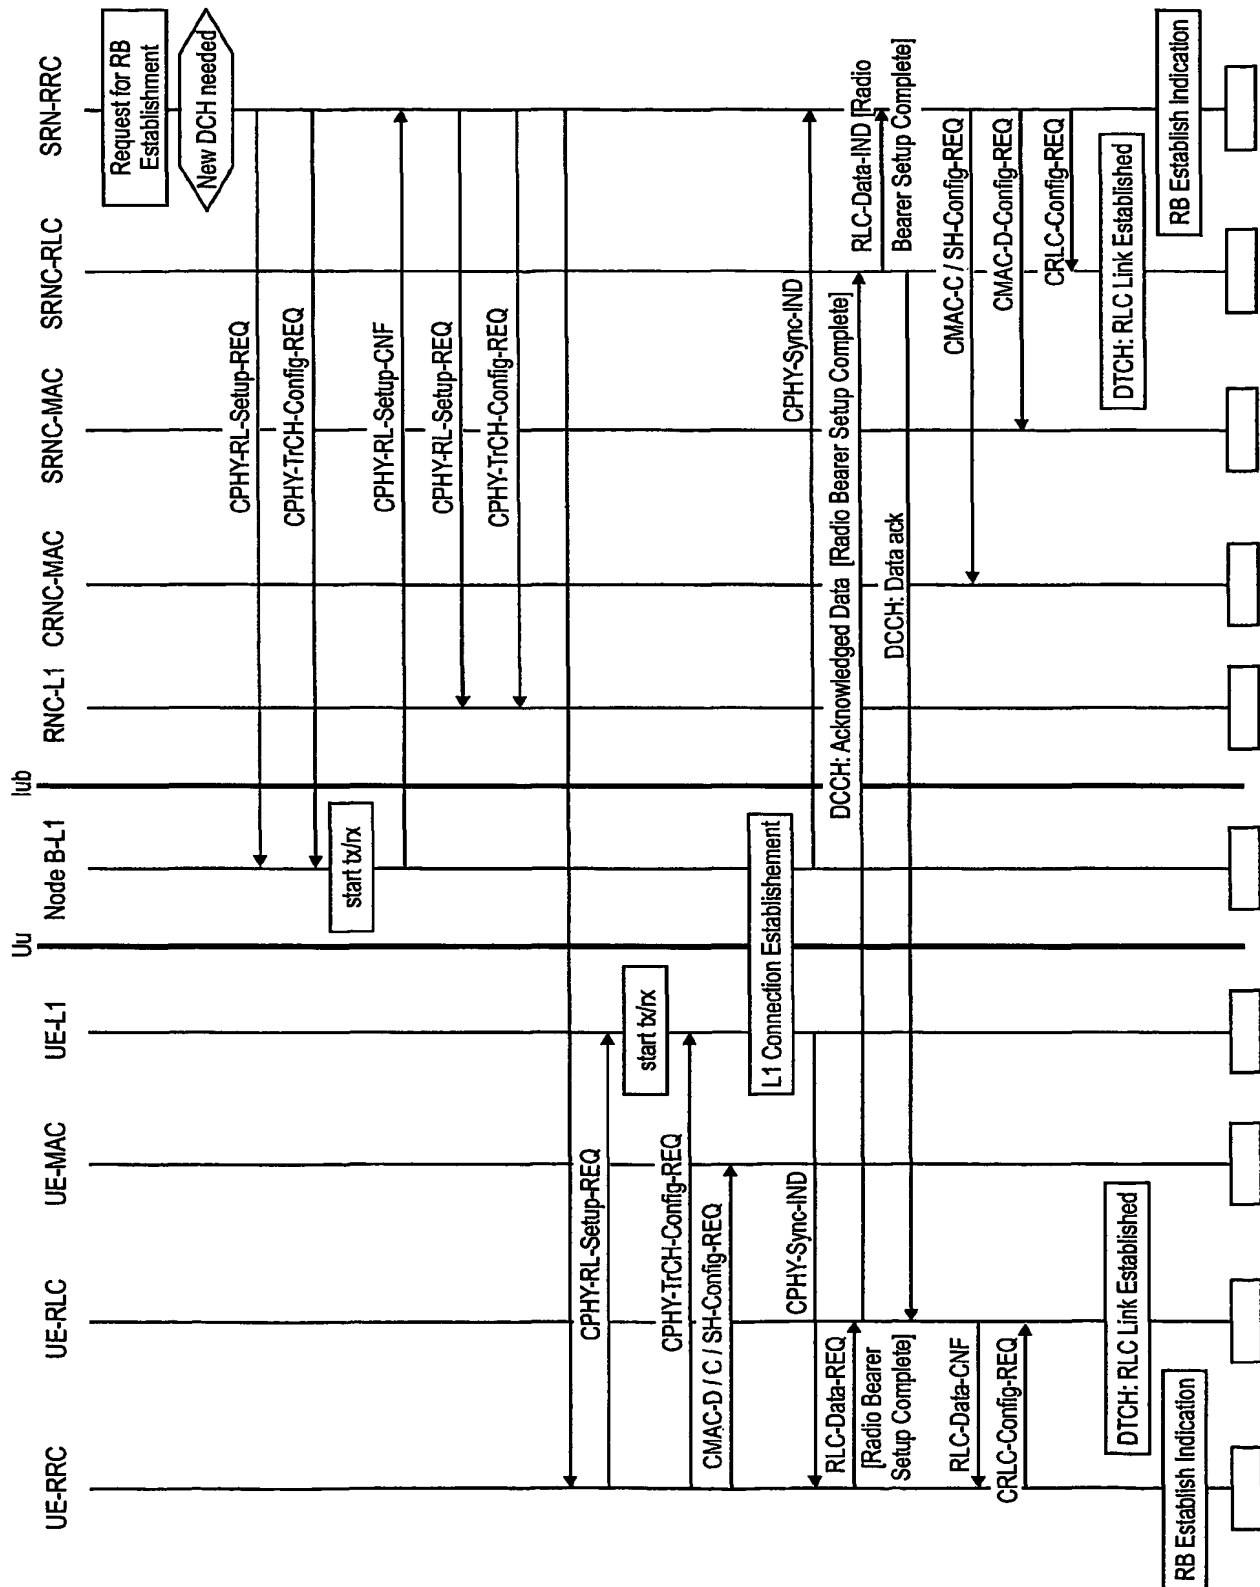 UE-RRC
UE-RLC
UE-MAC
UE-L1
Uu
Node B-L1
Iub
RNC-L1
CRNC-MAC
SRNC-MAC
SRNC-RLC
SRN-RRC
Request for RB
Establishment
New DCH needed
CPHY-RL-Setup-REQ
CPHY-TrCH-Config-REQ
start tx/rx
CPHY-RL-Setup-CNF
CPHY-RL-Setup-REQ
CPHY-TrCH-Config-REQ
CPHY-RL-Setup-REQ
start tx/rx
CPHY-TrCH-Config-REQ
CMAC-D / C / SH-Config-REQ
L1 Connection Establishement
CPHY-Sync-IND
CPHY-Sync-IND
RLC-Data-REQ
[Radio Bearer
Setup Complete]
DCCH: Acknowledged Data [Radio Bearer Setup Complete]
RLC-Data-IND [Radio
Bearer Setup Complete]
DCCH: Data ack
RLC-Data-CNF
CMAC-C / SH-Config-REQ
CRLC-Config-REQ
CMAC-D-Config-REQ
CRLC-Config-REQ
DTCH: RLC Link Established
DTCH: RLC Link Established
RB Establish Indication
RB Establish Indication